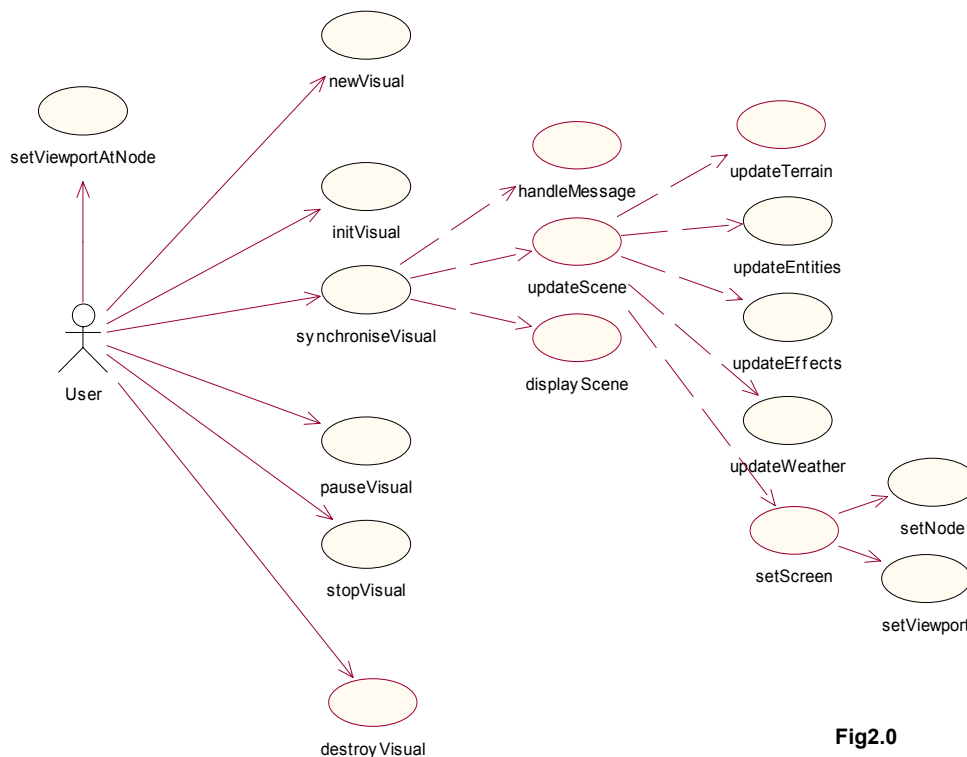 newVisual
setViewportAtNode
updateTerrain
handleMessage
initVisual
updateEntities
updateScene
synchroniseVisual
updateEffects
displayScene
User
updateWeather
pauseVisual
setNode
setScreen
stopVisual
setViewport
destroyVisual
Fig2.0